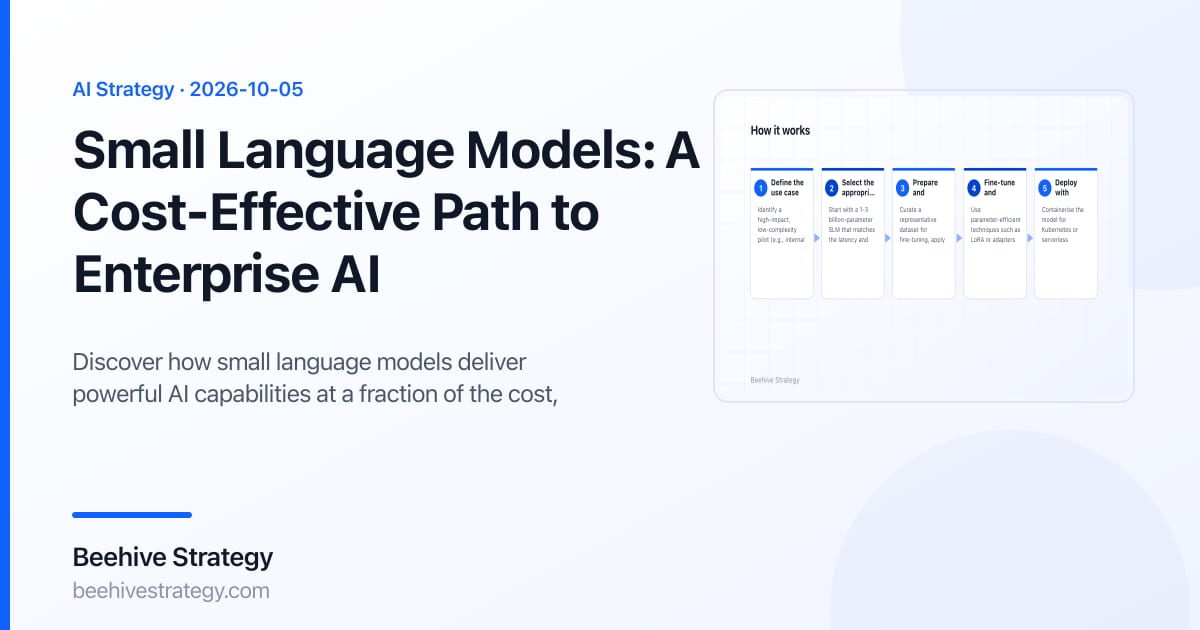 AI Strategy · 2026-10-05
Small Language Models: A
Cost-Effective Path to
Enterprise AI
Discover how small language models deliver
powerful AI capabilities at a fraction of the cost,
Beehive Strategy
beehivestrategy.com
How it works
1
Define the
use case
Identify a
high-impact,
low-complexity
pilot (e.g., internal
2
Select the
appropri...
Start with a 1-3
billion-parameter
SLM that matches
the latency and
3
Prepare
and
Curate a
representative
dataset for
fine-tuning, apply
4
Fine-tune
and
Use
parameter-efficient
techniques such as
LoRA or adapters
5
Deploy
with
Containerise the
model for
Kubernetes or
serverless
Beehive Strategy